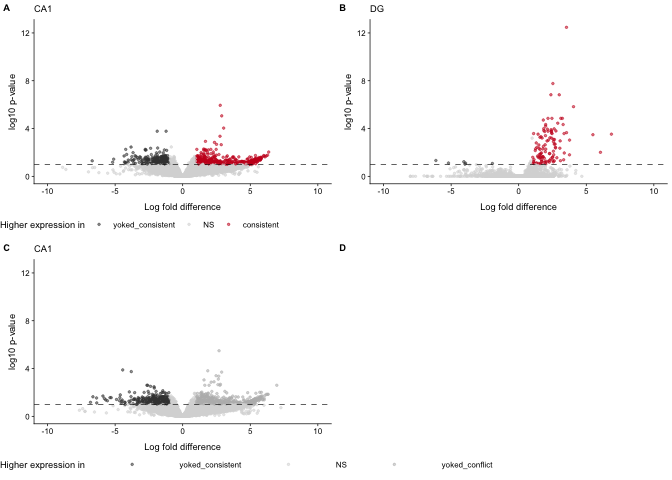 A CA1
B DG
12
8
4
0
log10 p-value
-10 -5 0 5 10
Log fold difference
12
8
4
0
log10 p-value
-10 -5 0 5 10
Log fold difference
Higher expression in yoked_consistent NS consistent
C CA1
D
12
8
4
0
log10 p-value
-10 -5 0 5 10
Log fold difference
Higher expression in yoked_consistent NS yoked_conflict